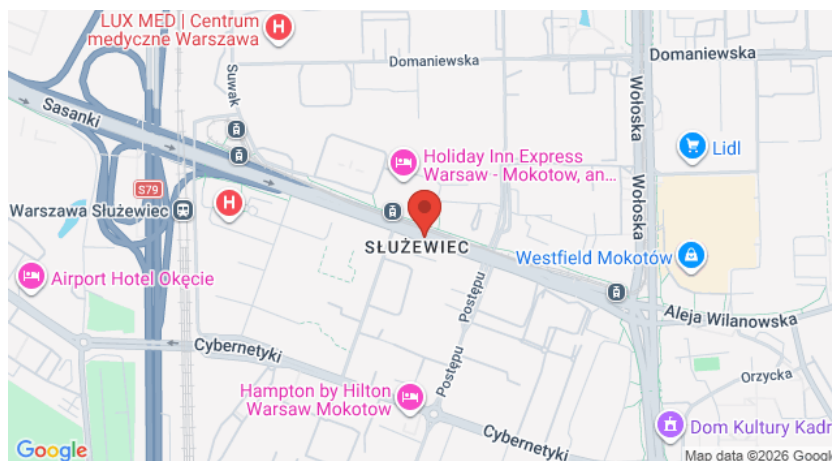 LUX MED | Centrum
medyczne Warszawa
H
Suwak
Domaniewska
Domaniewska
Sasanki
Wołoska
Wołoska
Lidl
Holiday Inn Express
Warsaw - Mokotow, an...
S79
Warszawa Służewiec
H
SŁUŻEWIEC
Westfield Mokotów
Airport Hotel Okęcie
Postępu
Aleja Wilanowska
Cybernetyki
Postępu
Orzycka
Hampton by Hilton
Warsaw Mokotow
Cybernetyki
Dom Kultury Kadr
Google
Map data ©2026 Google